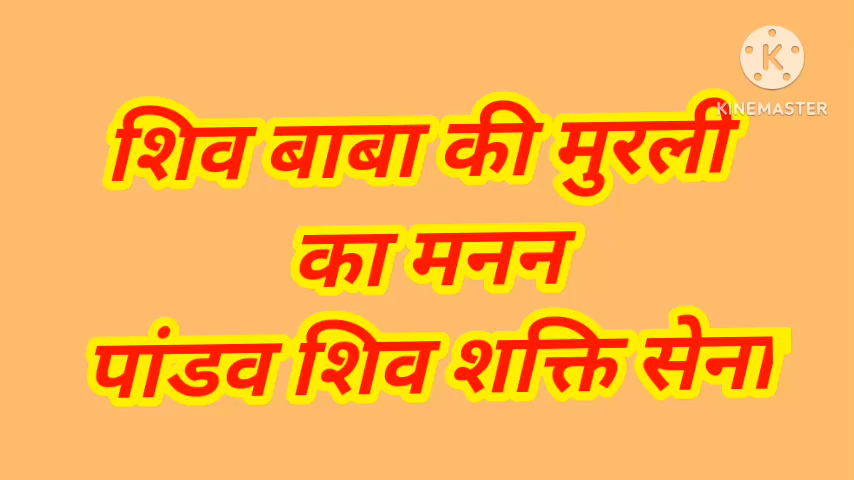 K
KINEMASTER
शिव बाबा की मुरली
का मनन
पांडव शिव शक्ति सेना